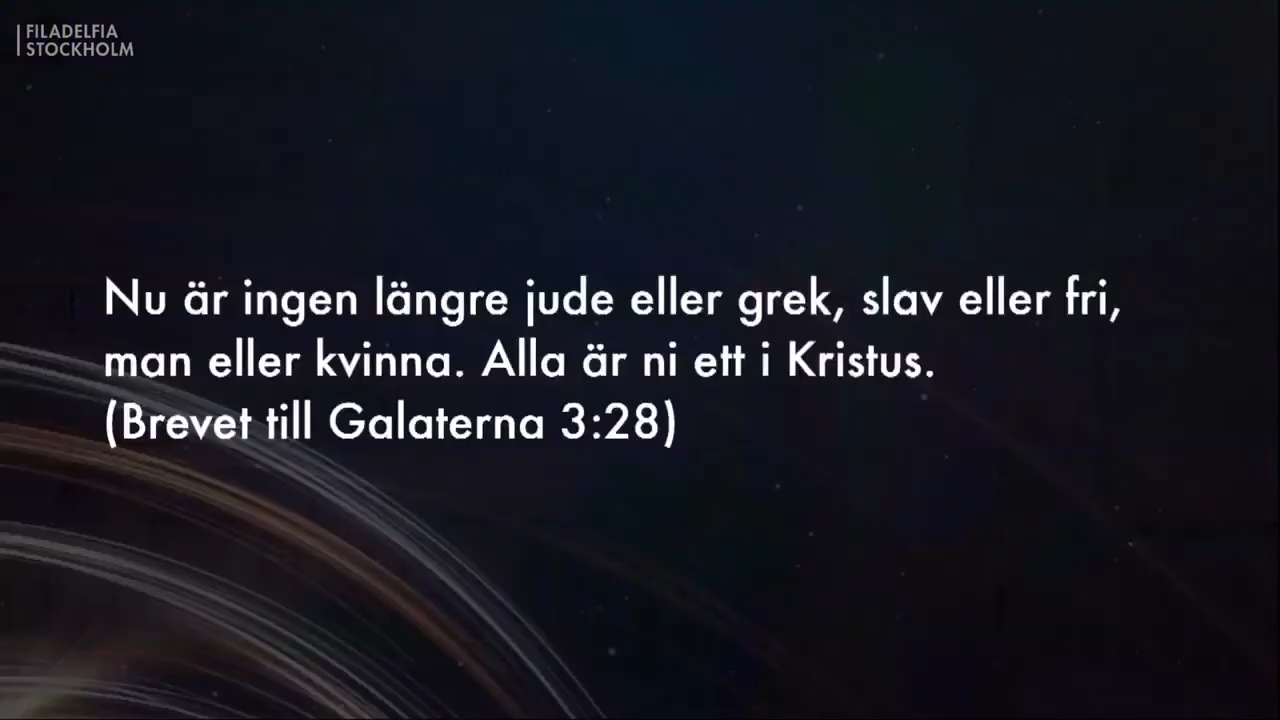 FILADELFIA
STOCKHOLM
Nu är ingen längre jude eller grek, slav eller fri,
man eller kvinna. Alla är ni ett i Kristus.
(Brevet till Galaterna 3:28)